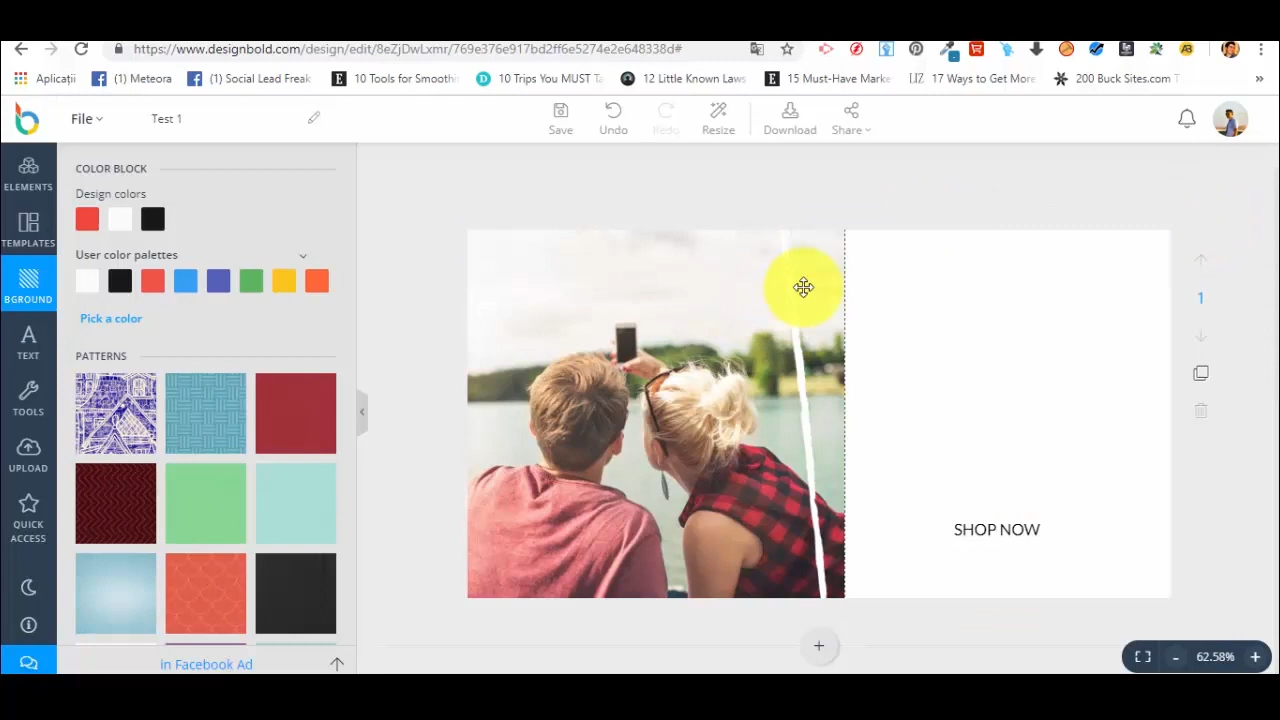 https://www.designbold.com/design/edit/8eZjDwLxmr/769e376e917bd2ff6e5274e2e648338d#
Aplicații
(1) Meteora
(1) Social Lead Freak
10 Tools for Smoothi
10 Trips You MUST Ta
12 Little Known Laws
15 Must-Have Marke
17 Ways to Get More
200 Buck Sites.com T
»
File
Test 1
Save
Undo
Redo
Resize
Download
Share
ELEMENTS
TEMPLATES
BGROUND
TEXT
TOOLS
UPLOAD
QUICK
ACCESS
COLOR BLOCK
Design colors
User color palettes
Pick a color
PATTERNS
in Facebook Ad
SHOP NOW
1
- 62.58% +